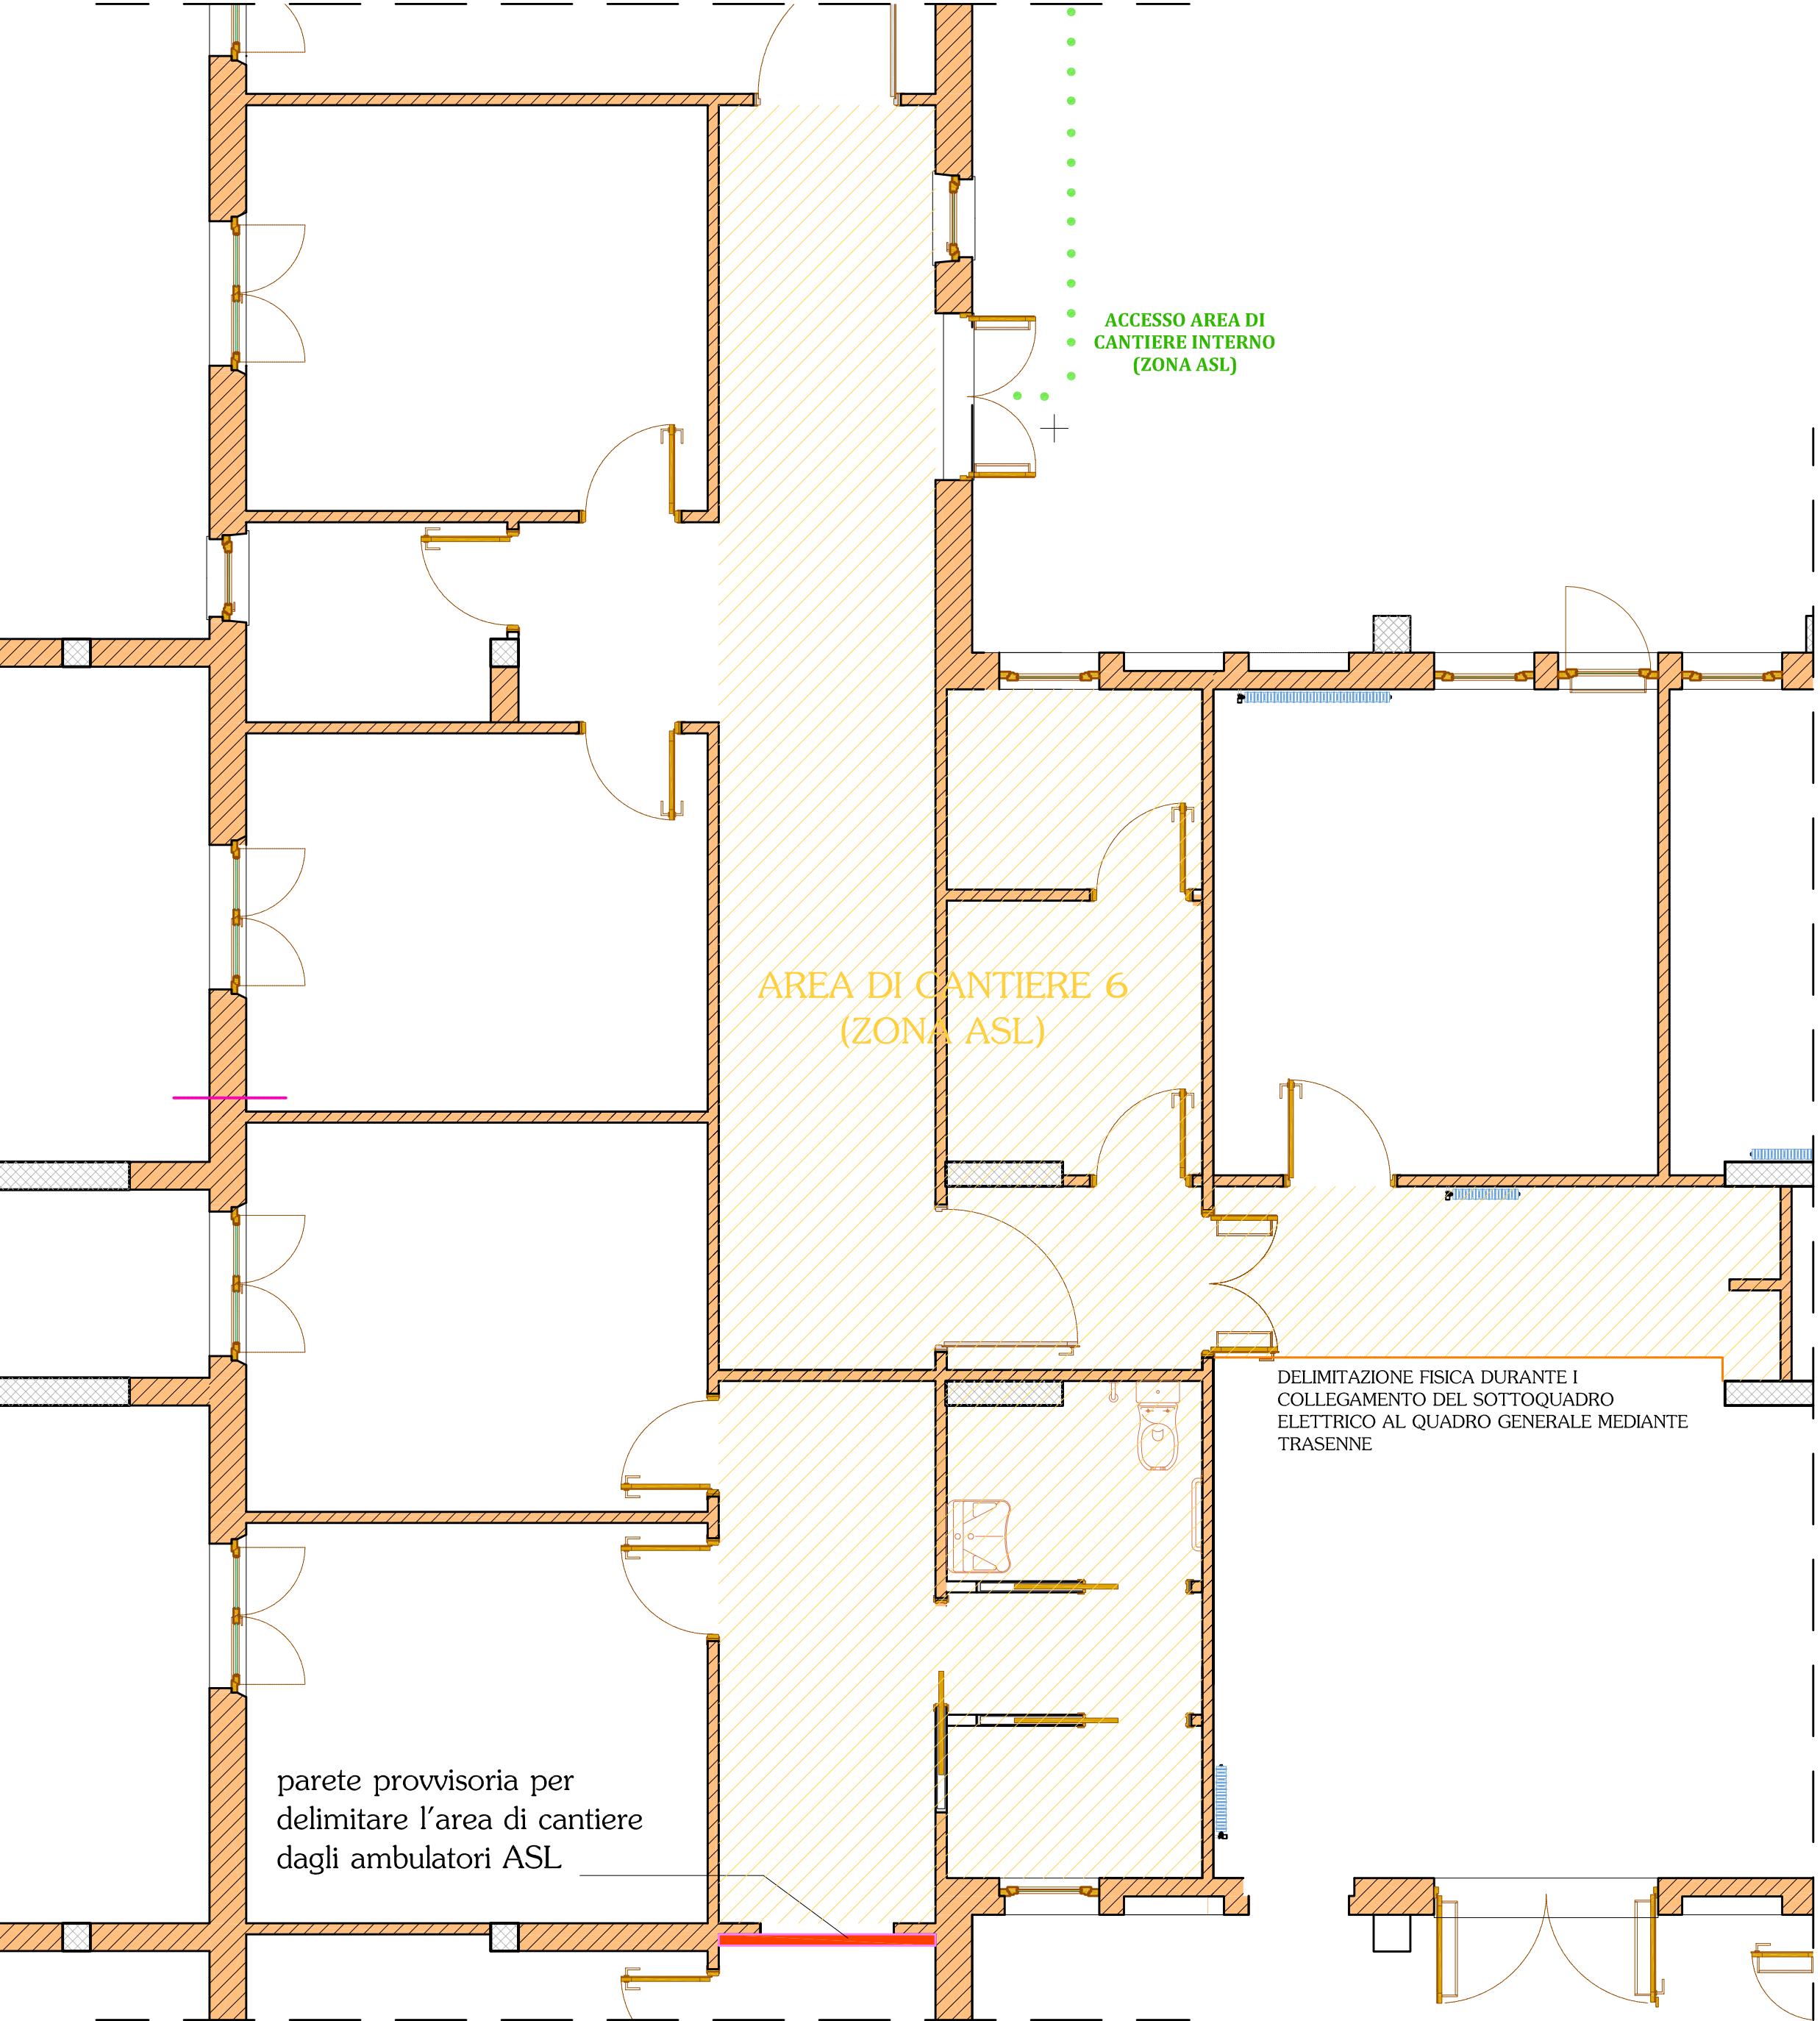 ACCESSO AREA DI
CANTIERE INTERNO
(ZONA ASL)
AREA DI CANTIERE 6
(ZONA ASL)
DELIMITAZIONE FISICA DURANTE I
COLLEGAMENTO DEL SOTTOQUADRO
ELETTRICO AL QUADRO GENERALE MEDIANTE
TRASENNE
parete provvisoria per
delimitare l'area di cantiere
dagli ambulatori ASL